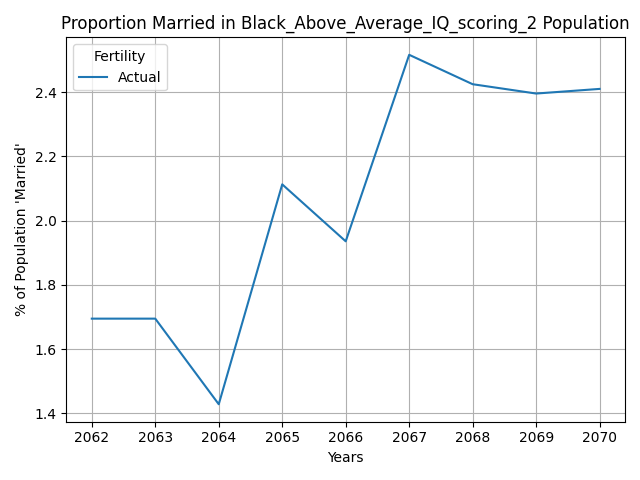 Proportion Married in Black_Above_Average_IQ_scoring_2 Population
Fertility
Actual
% of Population 'Married'
2.4
2.2
2.0
1.8
1.6
1.4
2062 2063 2064 2065 2066 2067 2068 2069 2070
Years